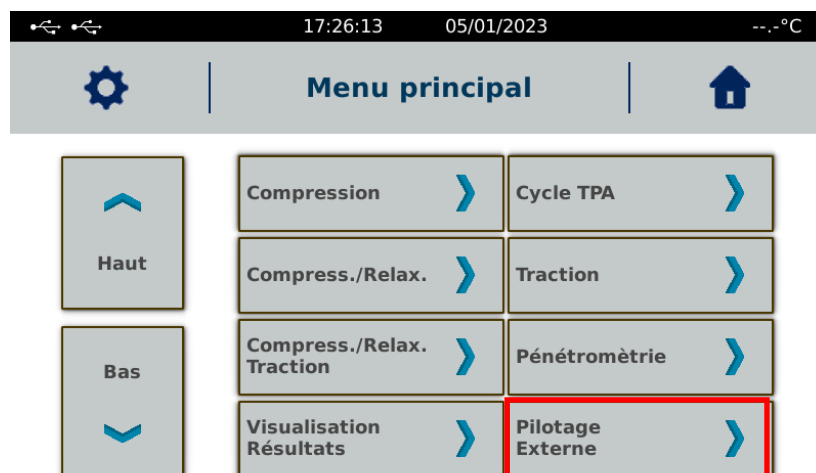 17:26:13 05/01/2023 --.-°C
Menu principal
Haut
Bas
Compression
Cycle TPA
Compress./Relax.
Traction
Compress./Relax.
Traction
Pénétromètrie
Visualisation
Résultats
Pilotage
Externe